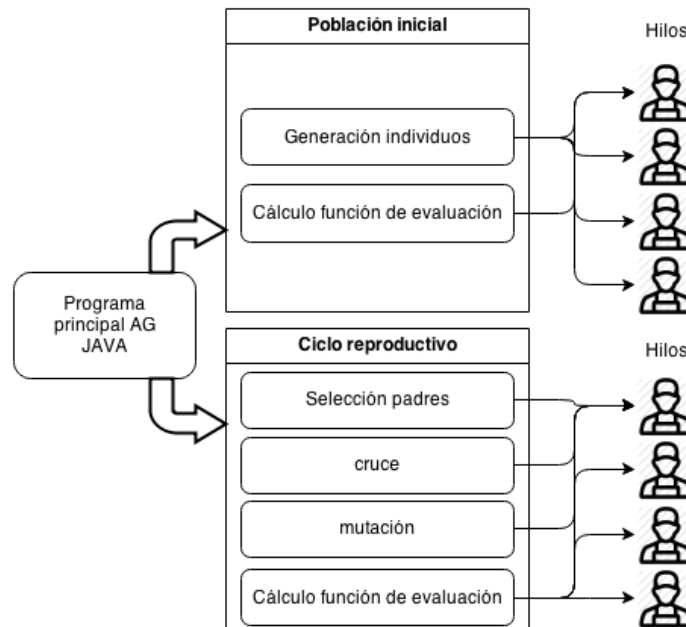 Población inicial
Hilos
Generación individuos
Cálculo función de evaluación
Programa
principal AG
JAVA
Ciclo reproductivo
Hilos
Selección padres
cruce
mutación
Cálculo función de evaluación